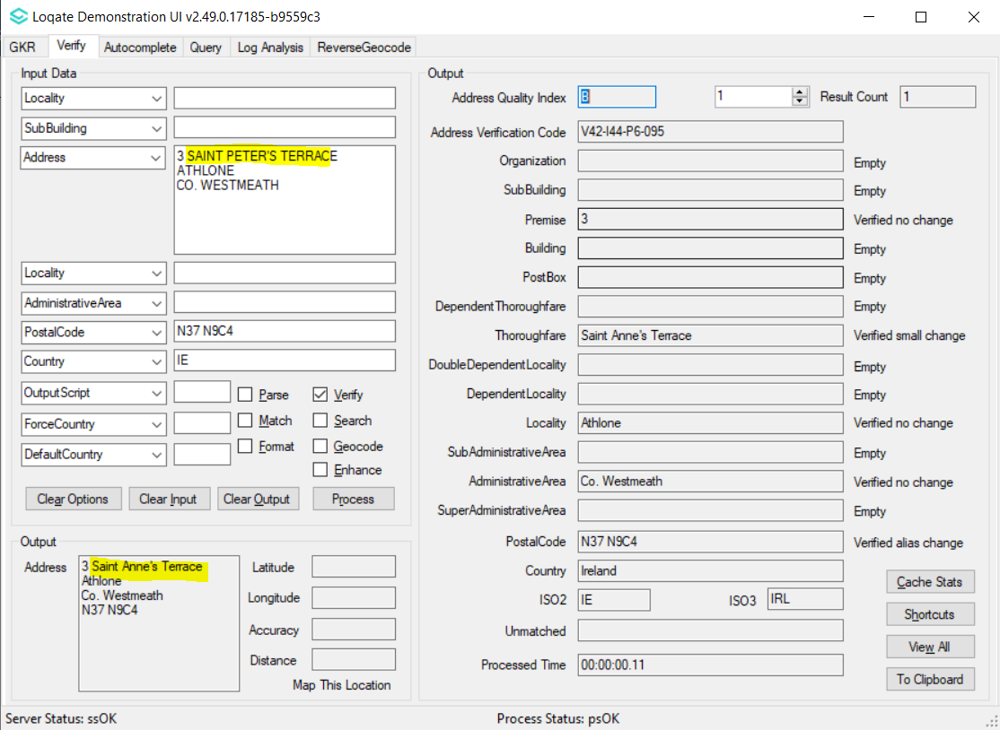 Loqate Demonstration UI v2.49.0.17185-b9559c3
GKR Verify Autocomplete Query Log Analysis ReverseGeocode
Input Data
Locality
SubBuilding
Address
3 SAINT PETER'S TERRACE
ATHLONE
CO. WESTMEATH
Locality
AdministrativeArea
PostalCode N37 N9C4
Country IE
OutputScript Parse Verify
ForceCountry Match Search
DefaultCountry Format Geocode
Enhance
Clear Options Clear Input Clear Output Process
Output
Address
3 Saint Anne's Terrace
Athlone
Co. Westmeath
N37 N9C4
Latitude
Longitude
Accuracy
Distance
Map This Location
Output
Address Quality Index B 1 Result Count 1
Address Verification Code V42-I44-P6-095
Organization Empty
SubBuilding Empty
Premise 3 Verified no change
Building Empty
PostBox Empty
DependentThoroughfare Empty
Thoroughfare Saint Anne's Terrace Verified small change
DoubleDependentLocality Empty
DependentLocality Empty
Locality Athlone Verified no change
SubAdministrativeArea Empty
AdministrativeArea Co. Westmeath Verified no change
SuperAdministrativeArea Empty
PostalCode N37 N9C4 Verified alias change
Country Ireland
ISO2 IE ISO3 IRL
Unmatched
Processed Time 00:00:00.11
Cache Stats
Shortcuts
View All
To Clipboard
Server Status: ssOK Process Status: psOK